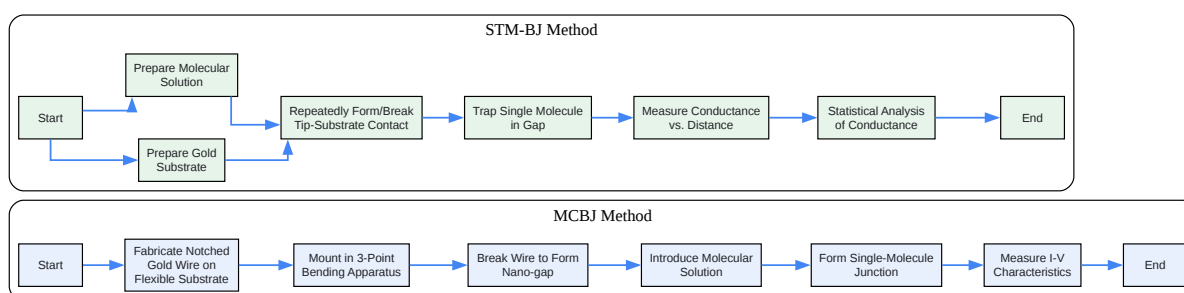 STM-BJ Method
Start
Prepare Molecular
Solution
Prepare Gold
Substrate
Repeatedly Form/Break
Tip-Substrate Contact
Trap Single Molecule
in Gap
Measure Conductance
vs. Distance
Statistical Analysis
of Conductance
End
MCBJ Method
Start
Fabricate Notched
Gold Wire on
Flexible Substrate
Mount in 3-Point
Bending Apparatus
Break Wire to Form
Nano-gap
Introduce Molecular
Solution
Form Single-Molecule
Junction
Measure I-V
Characteristics
End